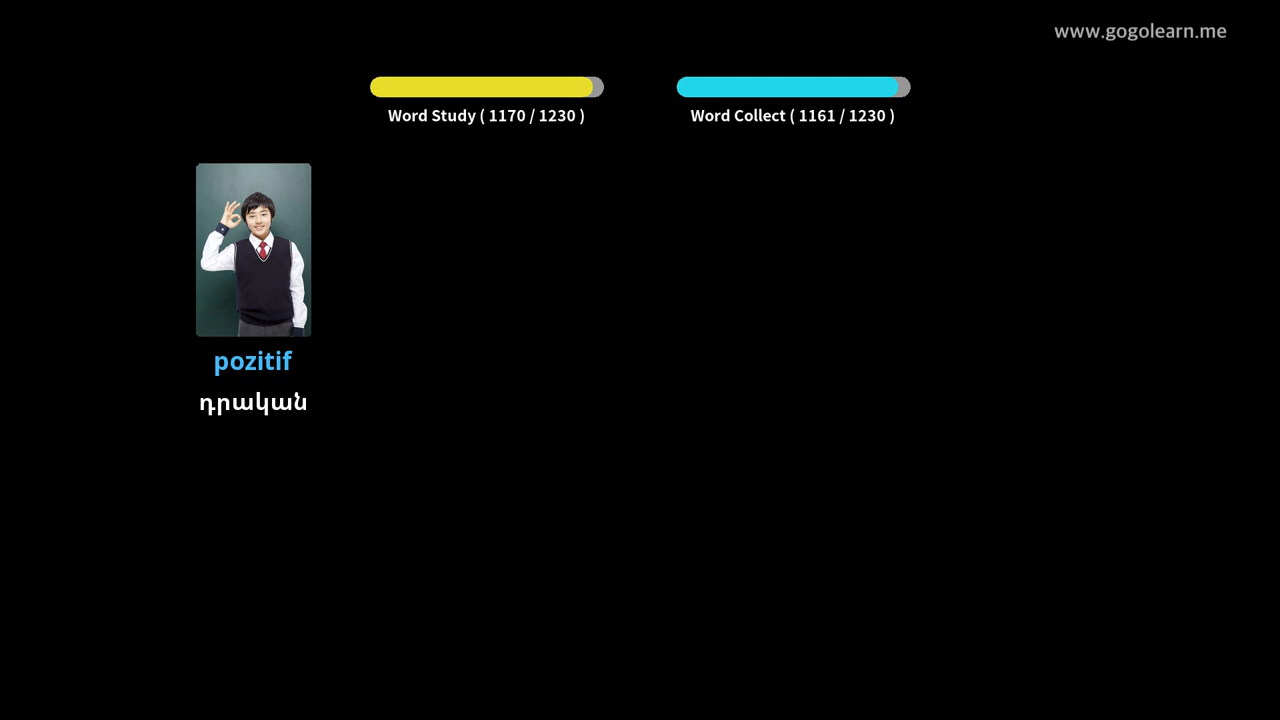 www.gogolearn.me
Word Study ( 1170 / 1230 )
Word Collect ( 1161 / 1230 )
pozitif
դրական